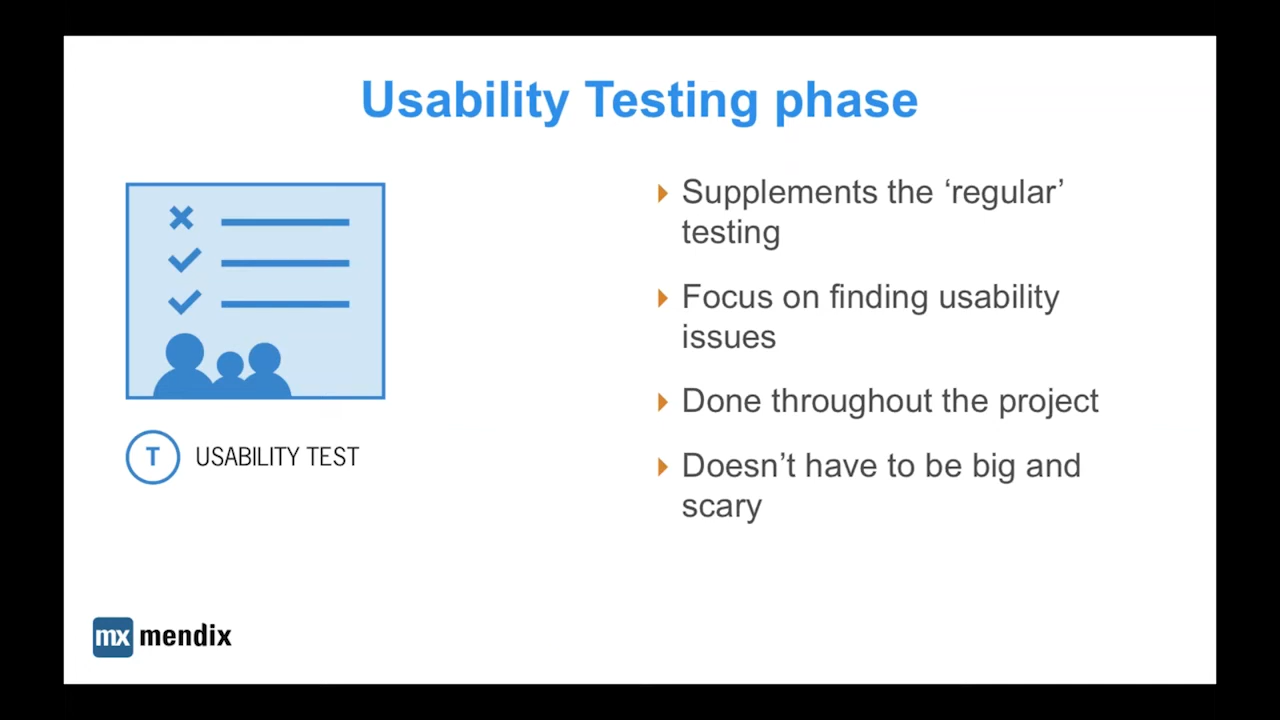 Usability Testing phase
Supplements the ‘regular’
testing
Focus on finding usability
issues
Done throughout the project
Doesn’t have to be big and
scary
T USABILITY TEST
mx mendix